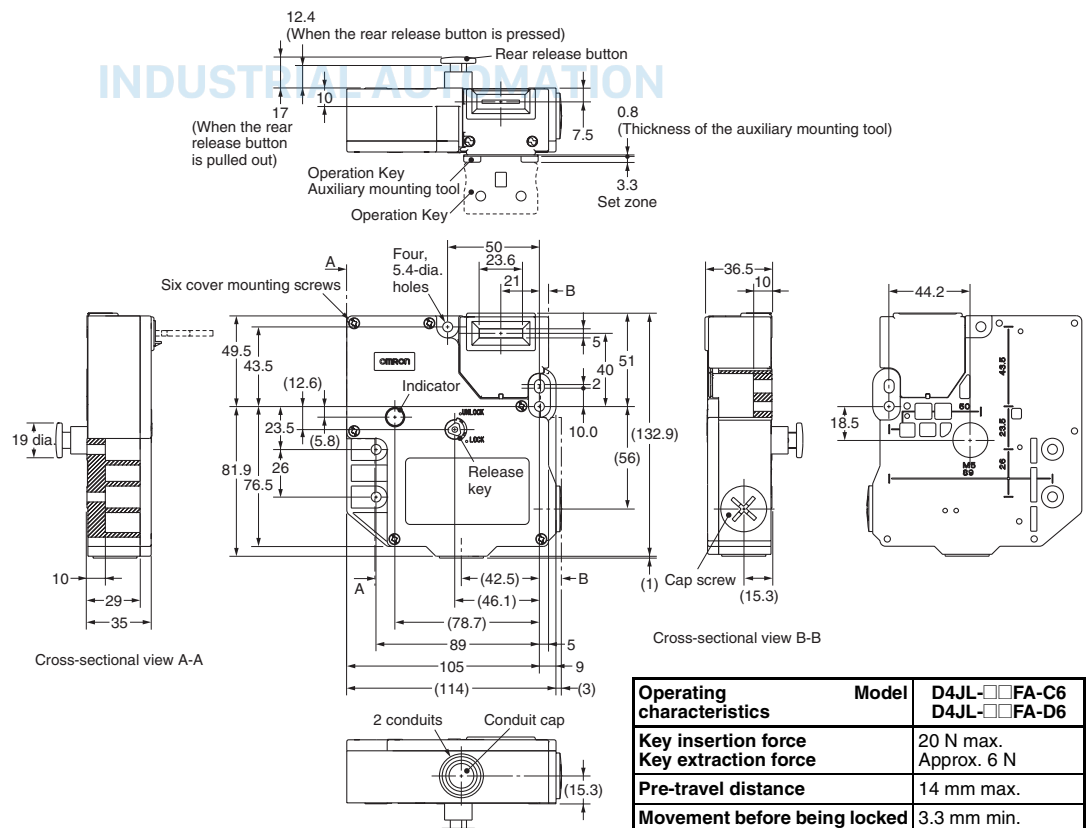 12.4
(When the rear release button is pressed)
Rear release button
INDUSTRIAL AUTOMATION
10
17
(When the rear
release button
is pulled out)
0.8
(Thickness of the auxiliary mounting tool)
7.5
Operation Key
Auxiliary mounting tool
Operation Key
3.3
Set zone
A
Four,
5.4-dia.
holes
50
23.6
21
B
Six cover mounting screws
36.5
10
44.2
49.5
43.5
OMRON
5
40
51
2
(12.6)
Indicator
UNLOCK
LOCK
23.5
(5.8)
10.0
(132.9)
(56)
19 dia.
81.9
76.5
26
Release
key
18.5
43.5
60
23.5
M5
89
26
10
29
35
A
(42.5)
B
(1)
Cap screw
(15.3)
(46.1)
(78.7)
89
5
105
9
(114)
(3)
Cross-sectional view A-A
Cross-sectional view B-B
2 conduits
Conduit cap
(15.3)
Operating characteristics Model D4JL-□□FA-C6
D4JL-□□FA-D6
Key insertion force 20 N max.
Key extraction force Approx. 6 N
Pre-travel distance 14 mm max.
Movement before being locked 3.3 mm min.